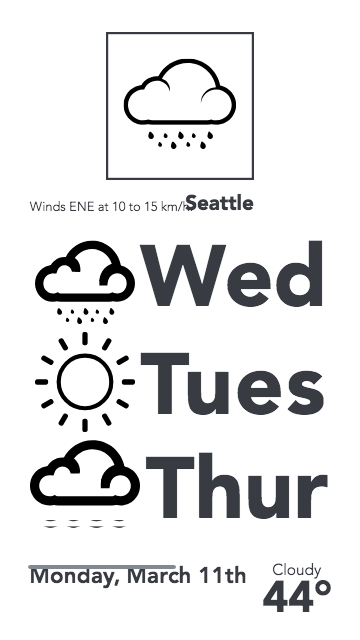 Winds ENE at 10 to 15 km/h.
Seattle
Wed
Tues
Thur
Monday, March 11th
Cloudy
44°